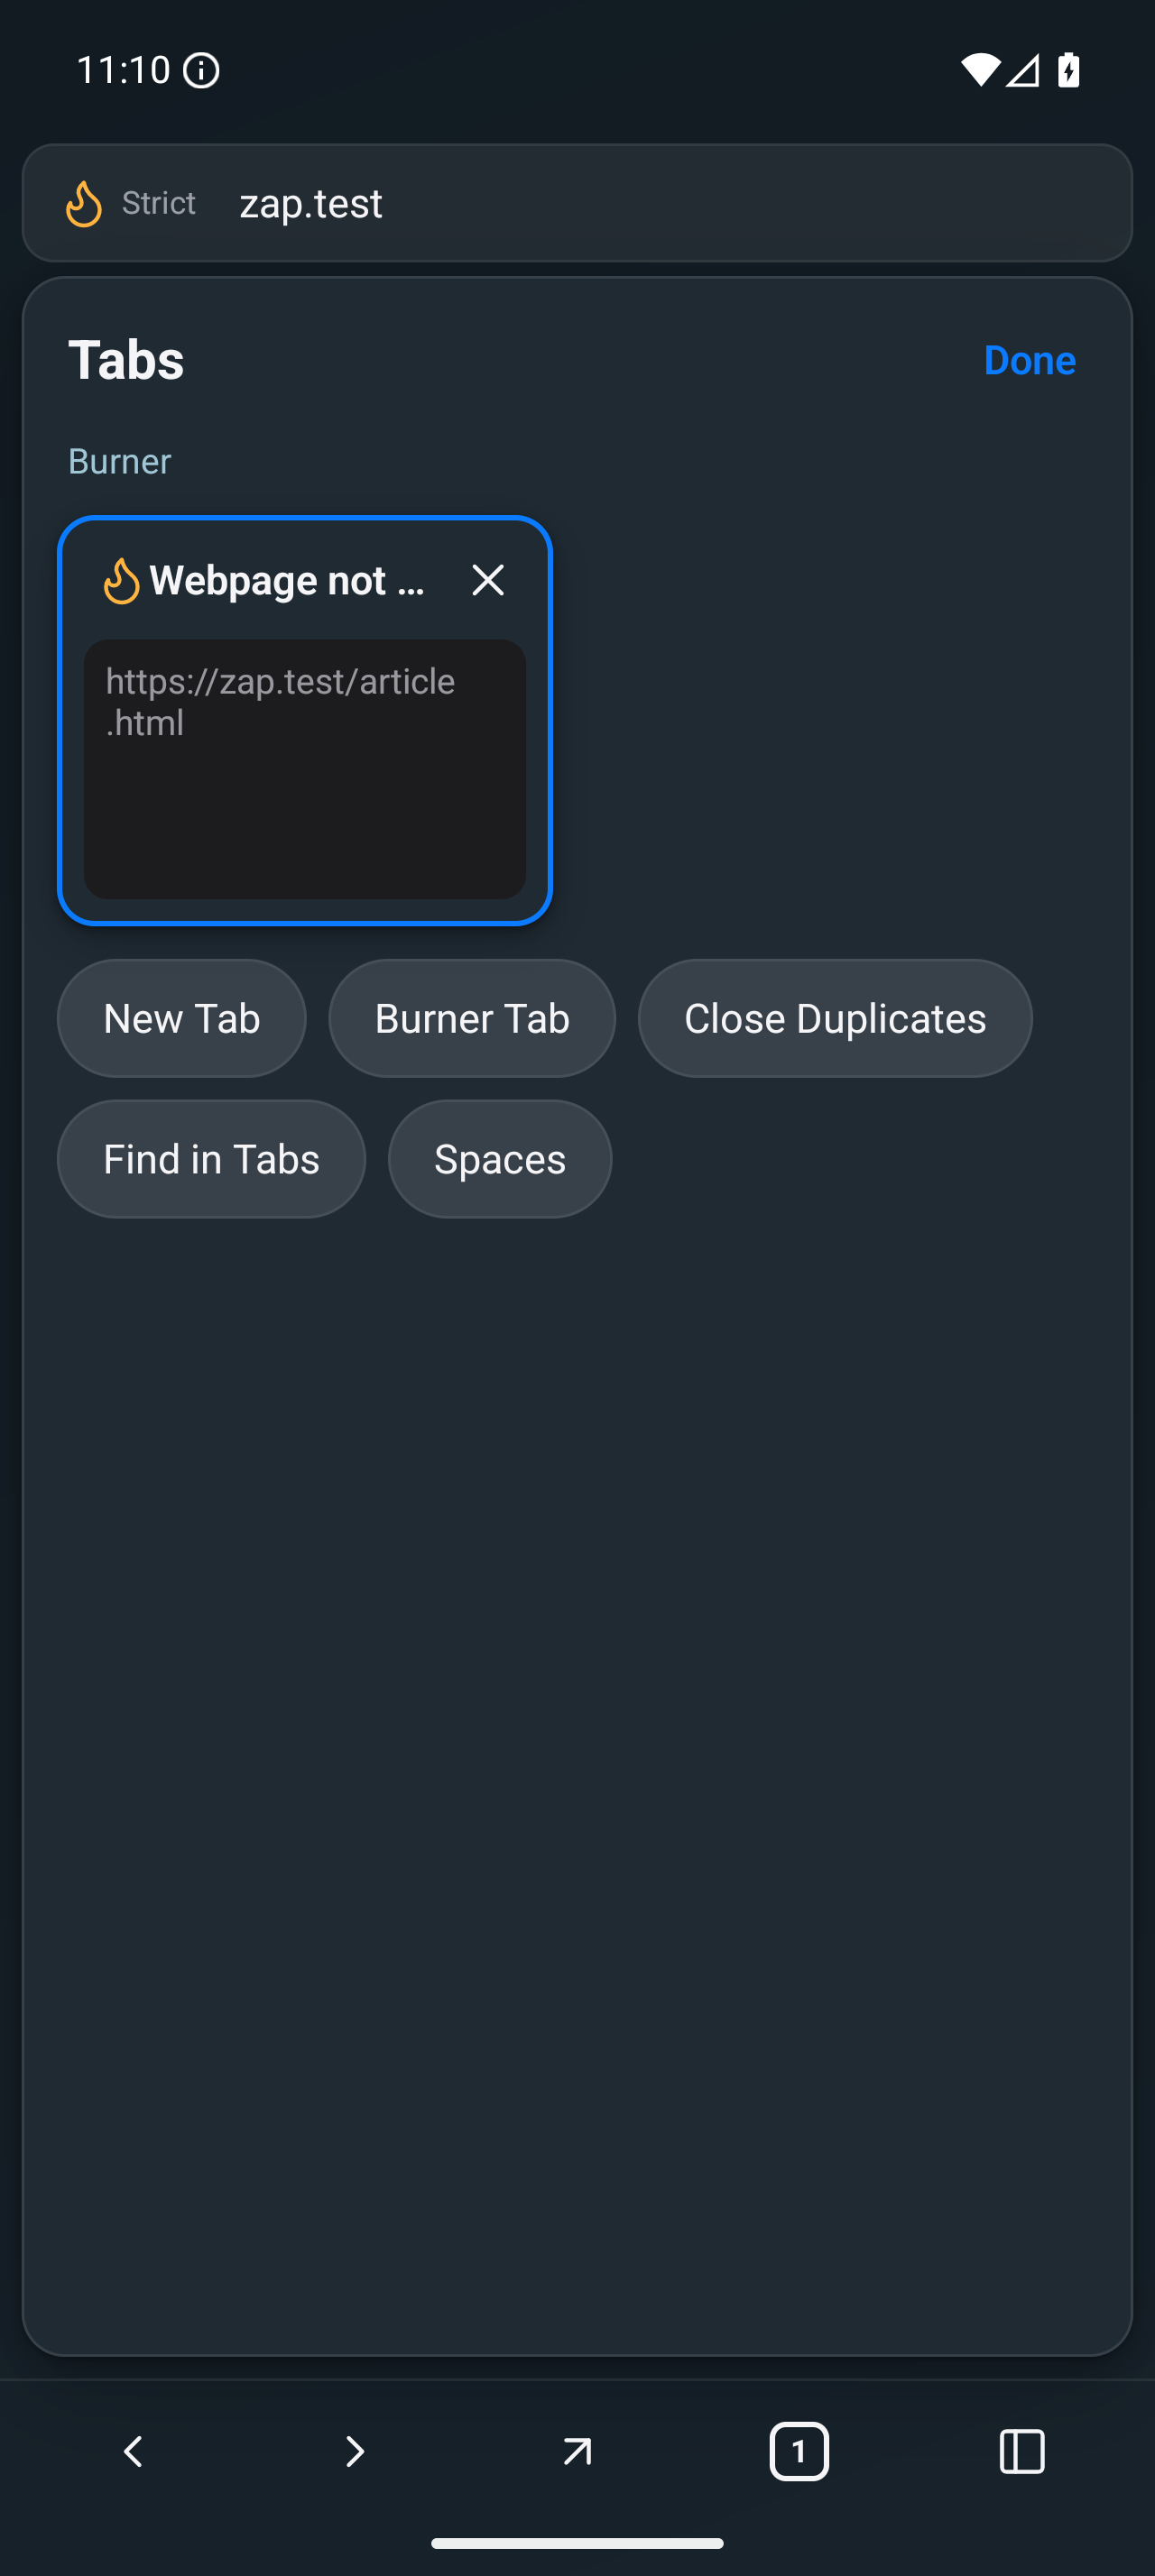 11:10
Strict zap.test
Tabs Done
Burner
Webpage not ...
https://zap.test/article
.html
New Tab Burner Tab Close Duplicates
Find in Tabs Spaces
1